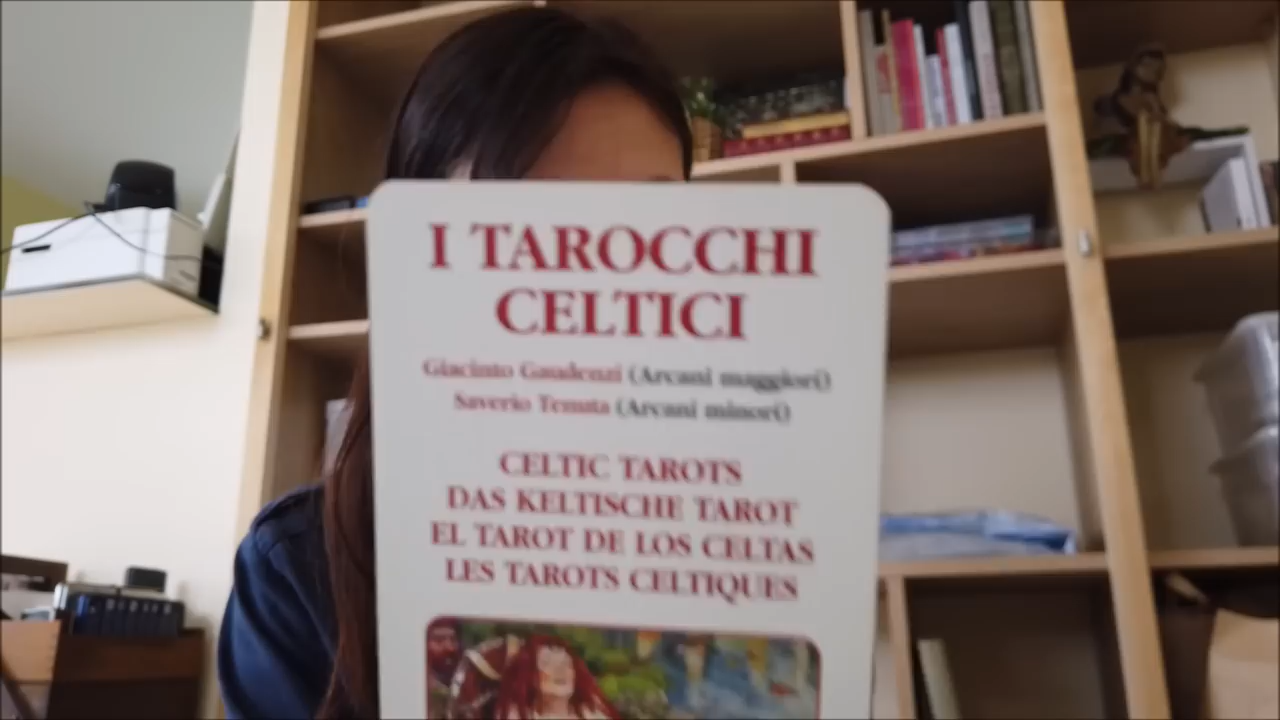 I TAROCCHI
CELTICI
Giacinto Gaudenzi (Arcani maggiori)
Saverio Tenuta (Arcani minori)
CELTIC TAROTS
DAS KELTISCHE TAROT
EL TAROT DE LOS CELTAS
LES TAROTS CELTIQUES